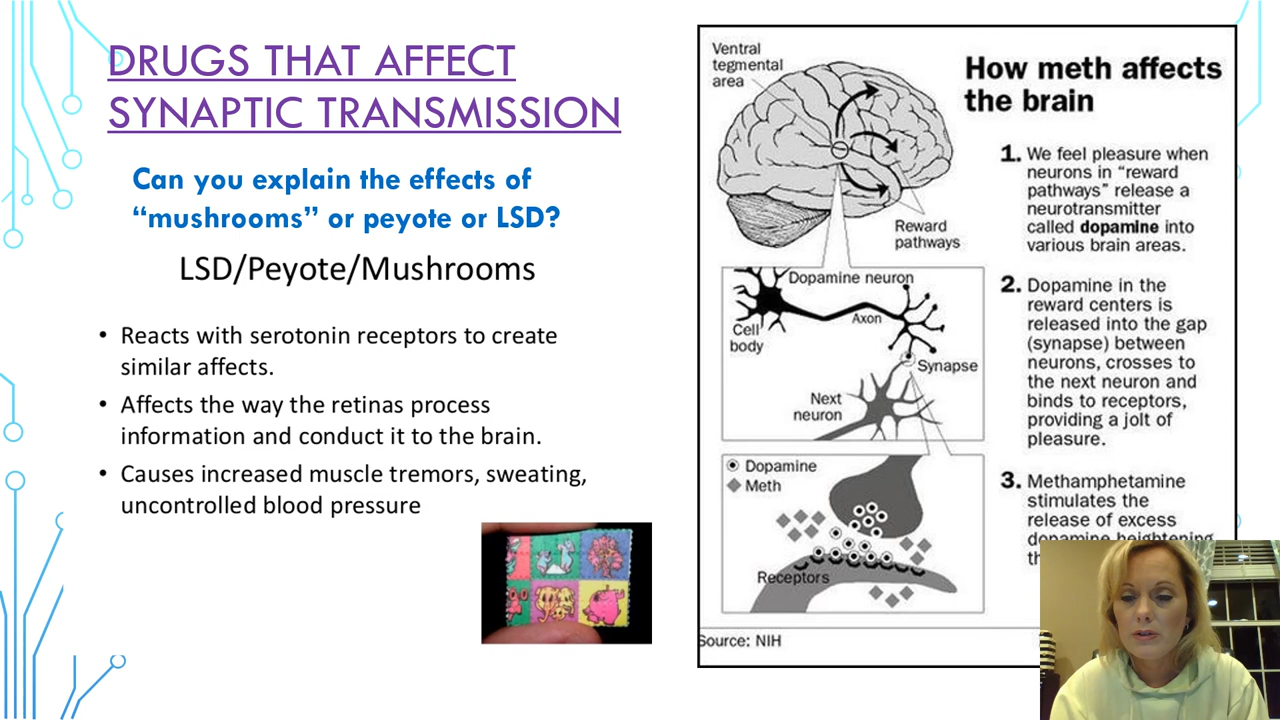 DRUGS THAT AFFECT
SYNAPTIC TRANSMISSION
Can you explain the effects of
“mushrooms” or peyote or LSD?
LSD/Peyote/Mushrooms
• Reacts with serotonin receptors to create
similar affects.
• Affects the way the retinas process
information and conduct it to the brain.
• Causes increased muscle tremors, sweating,
uncontrolled blood pressure
How meth affects
the brain
Ventral
tegmental
area
Reward
pathways
Dopamine neuron
Cell
body
Axon
Synapse
Next
neuron
Dopamine
Meth
Receptors
1. We feel pleasure when
neurons in “reward
pathways” release a
neurotransmitter
called dopamine into
various brain areas.
2. Dopamine in the
reward centers is
released into the gap
(synapse) between
neurons, crosses to
the next neuron and
binds to receptors,
providing a jolt of
pleasure.
3. Methamphetamine
stimulates the
release of excess
dopamine heightening
Source: NIH